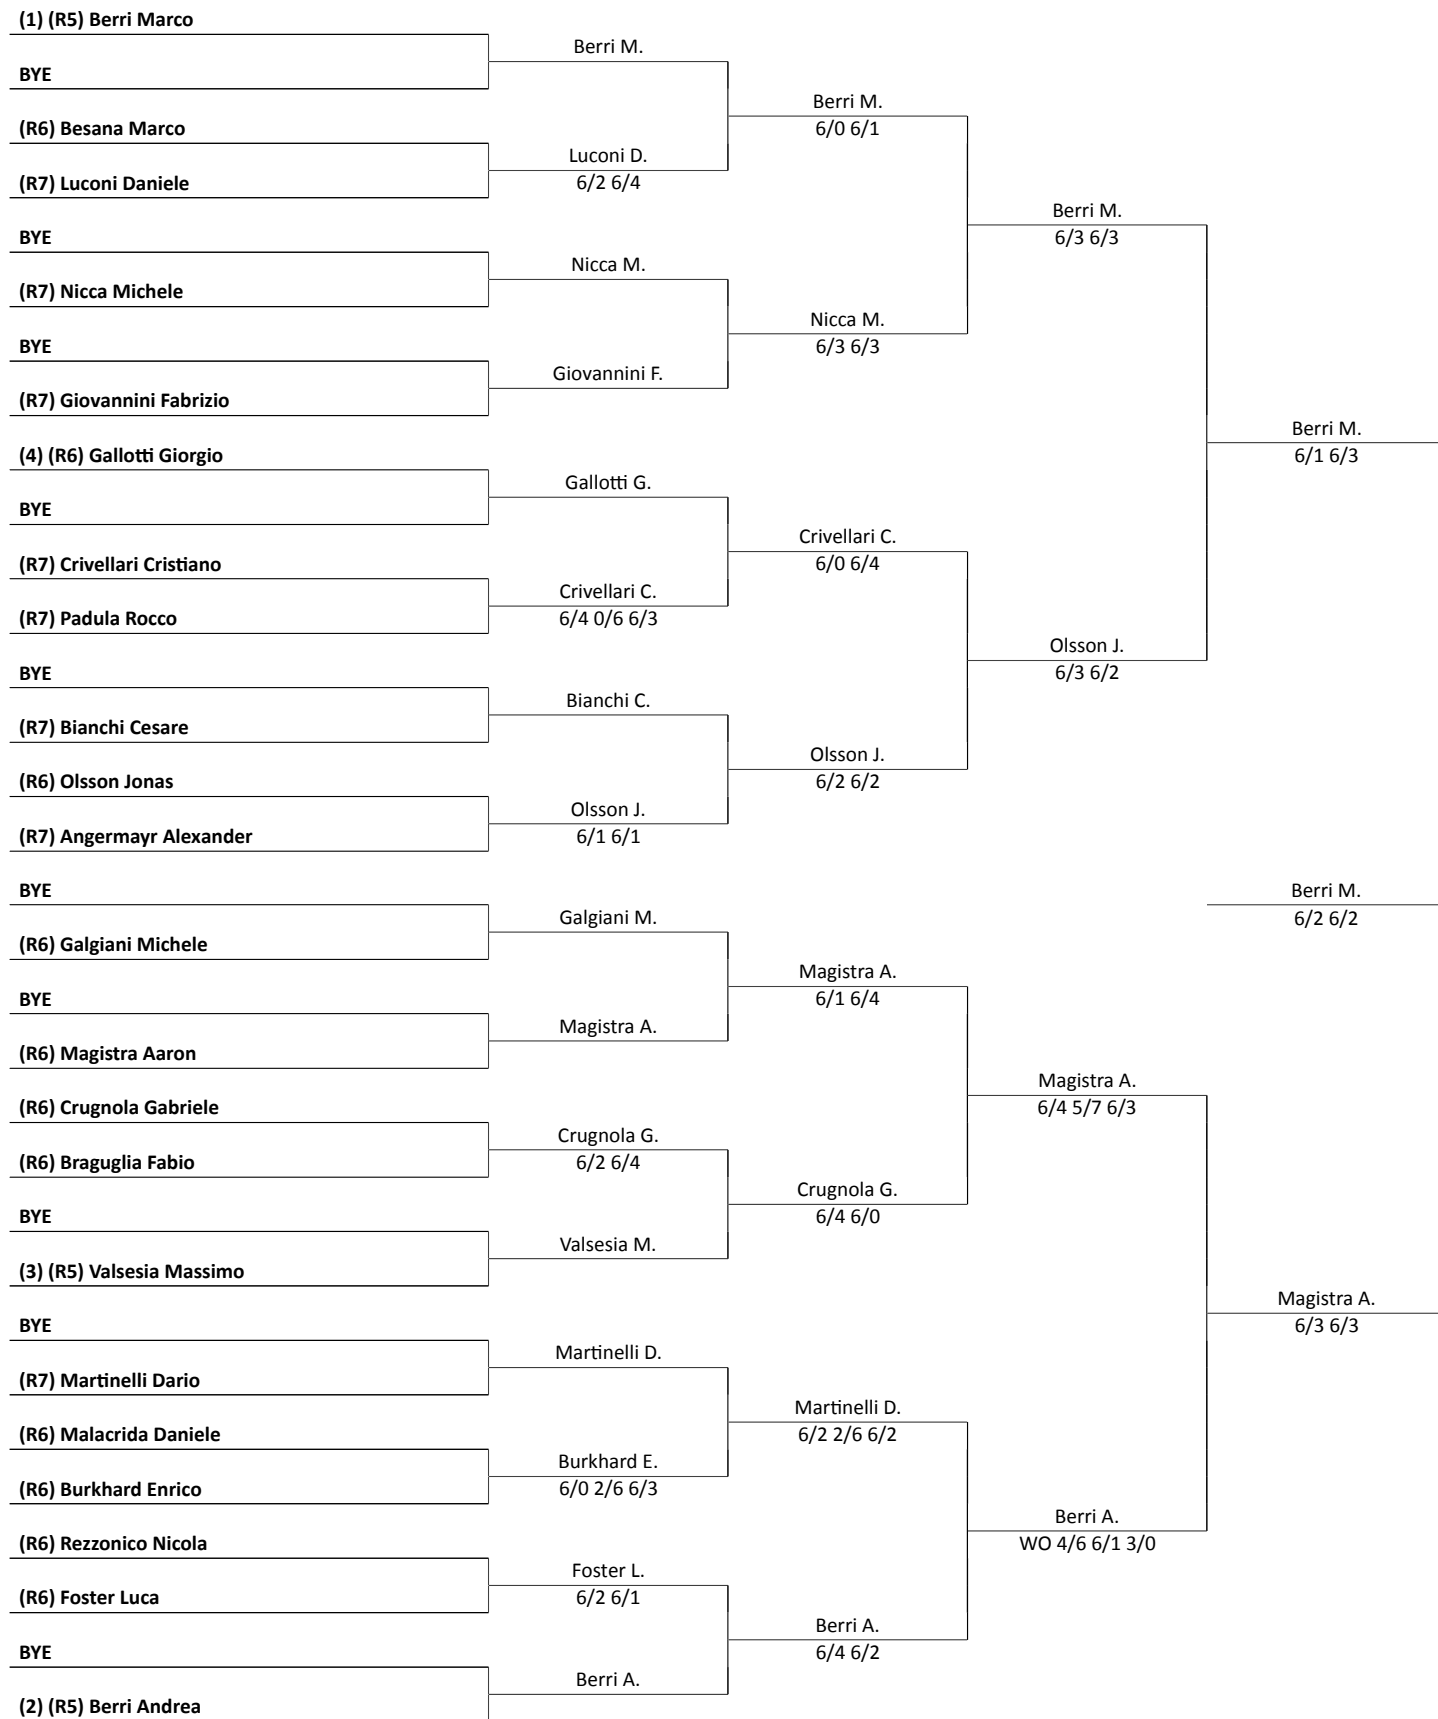 (1) (R5) Berri Marco
BYE
(R6) Besana Marco
(R7) Luconi Daniele
BYE
(R7) Nicca Michele
BYE
(R7) Giovannini Fabrizio
(4) (R6) Gallotti Giorgio
BYE
(R7) Crivellari Cristiano
(R7) Padula Rocco
BYE
(R7) Bianchi Cesare
(R6) Olsson Jonas
(R7) Angermayr Alexander
BYE
(R6) Galgiani Michele
BYE
(R6) Magistra Aaron
(R6) Crugnola Gabriele
(R6) Braguglia Fabio
BYE
(3) (R5) Valsesia Massimo
BYE
(R7) Martinelli Dario
(R6) Malacrida Daniele
(R6) Burkhard Enrico
(R6) Rezzonico Nicola
(R6) Foster Luca
BYE
(2) (R5) Berri Andrea
Berri M.
Luconi D.
6/2 6/4
Nicca M.
Giovannini F.
Gallotti G.
Crivellari C.
6/4 0/6 6/3
Bianchi C.
Olsson J.
6/1 6/1
Galgiani M.
Magistra A.
Crugnola G.
6/2 6/4
Valsesia M.
Martinelli D.
Burkhard E.
6/0 2/6 6/3
Foster L.
6/2 6/1
Berri A.
Berri M.
6/0 6/1
Nicca M.
6/3 6/3
Crivellari C.
6/0 6/4
Olsson J.
6/2 6/2
Magistra A.
6/1 6/4
Crugnola G.
6/4 6/0
Martinelli D.
6/2 2/6 6/2
Berri A.
6/4 6/2
Berri M.
6/3 6/3
Olsson J.
6/3 6/2
Magistra A.
6/4 5/7 6/3
Berri A.
WO 4/6 6/1 3/0
Berri M.
6/1 6/3
Berri M.
6/2 6/2
Magistra A.
6/3 6/3